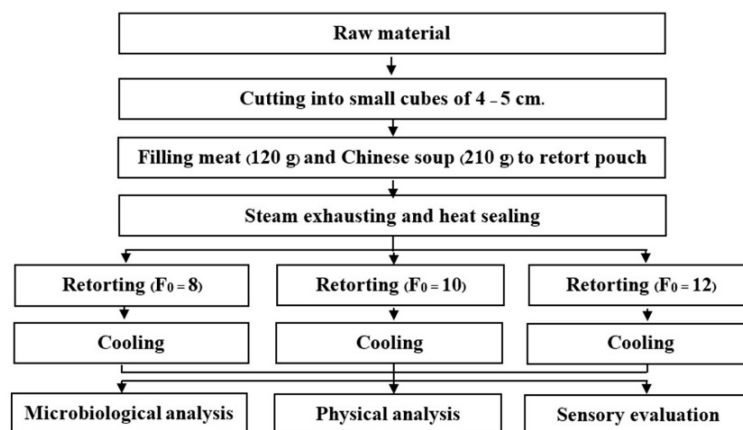 Raw material
Cutting into small cubes of 4 – 5 cm.
Filling meat (120 g) and Chinese soup (210 g) to retort pouch
Steam exhausting and heat sealing
Retorting (F₀ = 8)
Retorting (F₀ = 10)
Retorting (F₀ = 12)
Cooling
Cooling
Cooling
Microbiological analysis
Physical analysis
Sensory evaluation